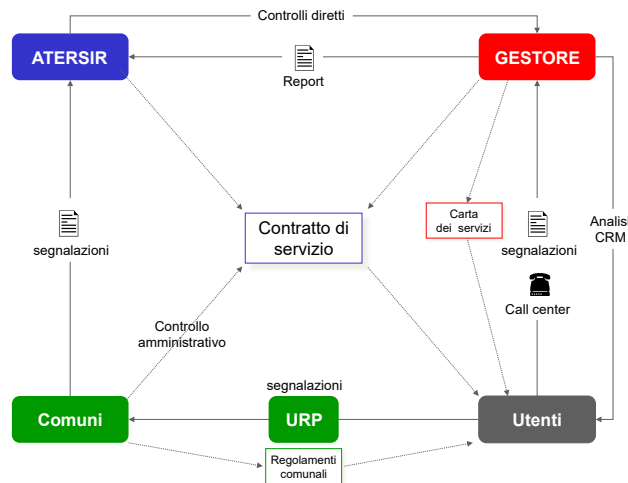 Controlli diretti
ATERSIR
GESTORE
Report
segnalazioni
Contratto di
servizio
Carta
dei servizi
segnalazioni
Analisi
CRM
Call center
Controllo
amministrativo
segnalazioni
Comuni
URP
Utenti
Regolamenti
comunali